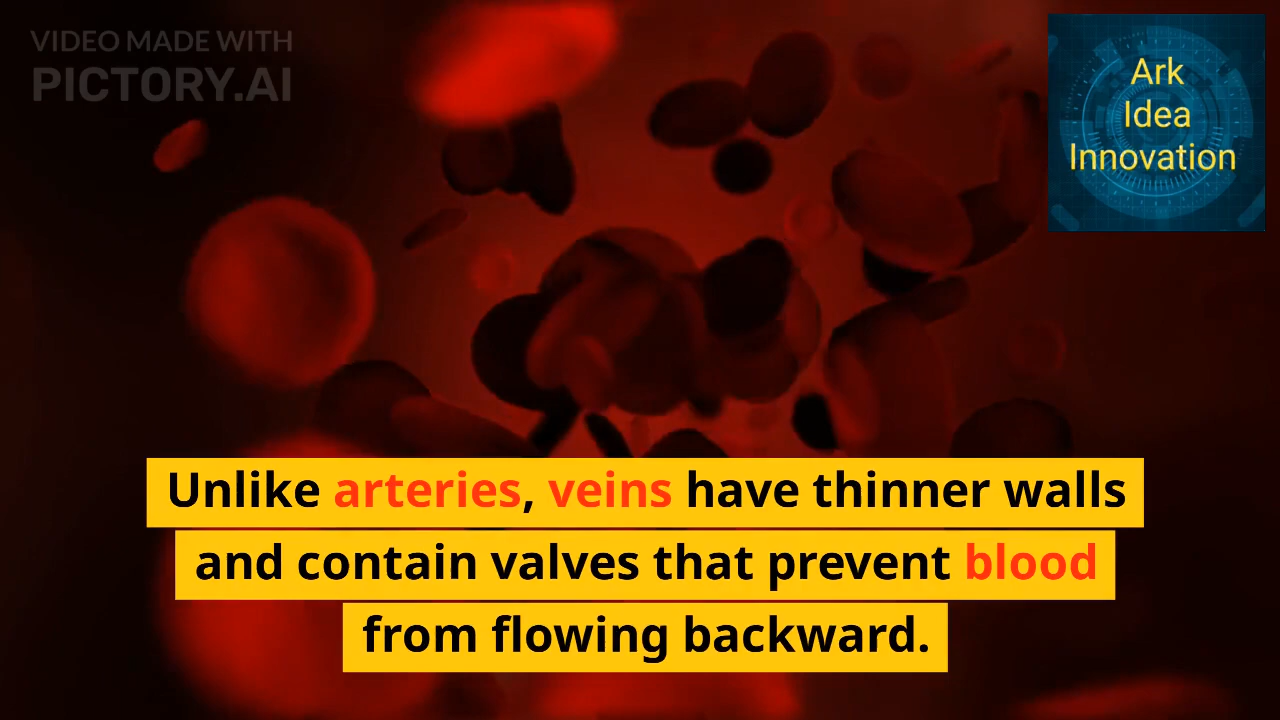 VIDEO MADE WITH
PICTORY.AI
Ark
Idea
Innovation
Unlike arteries, veins have thinner walls
and contain valves that prevent blood
from flowing backward.